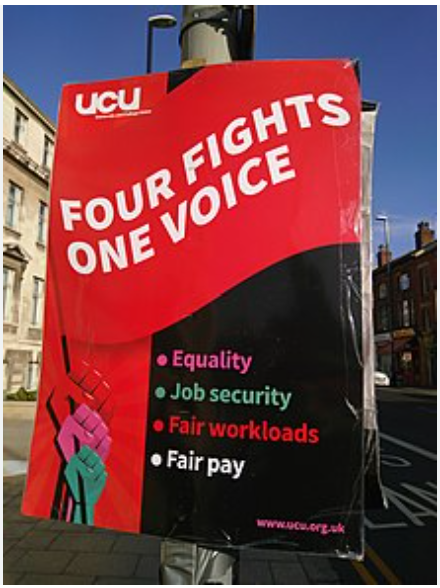 ucu
FOUR FIGHTS
ONE VOICE
• Equality
• Job security
• Fair workloads
• Fair pay
www.ucu.org.uk